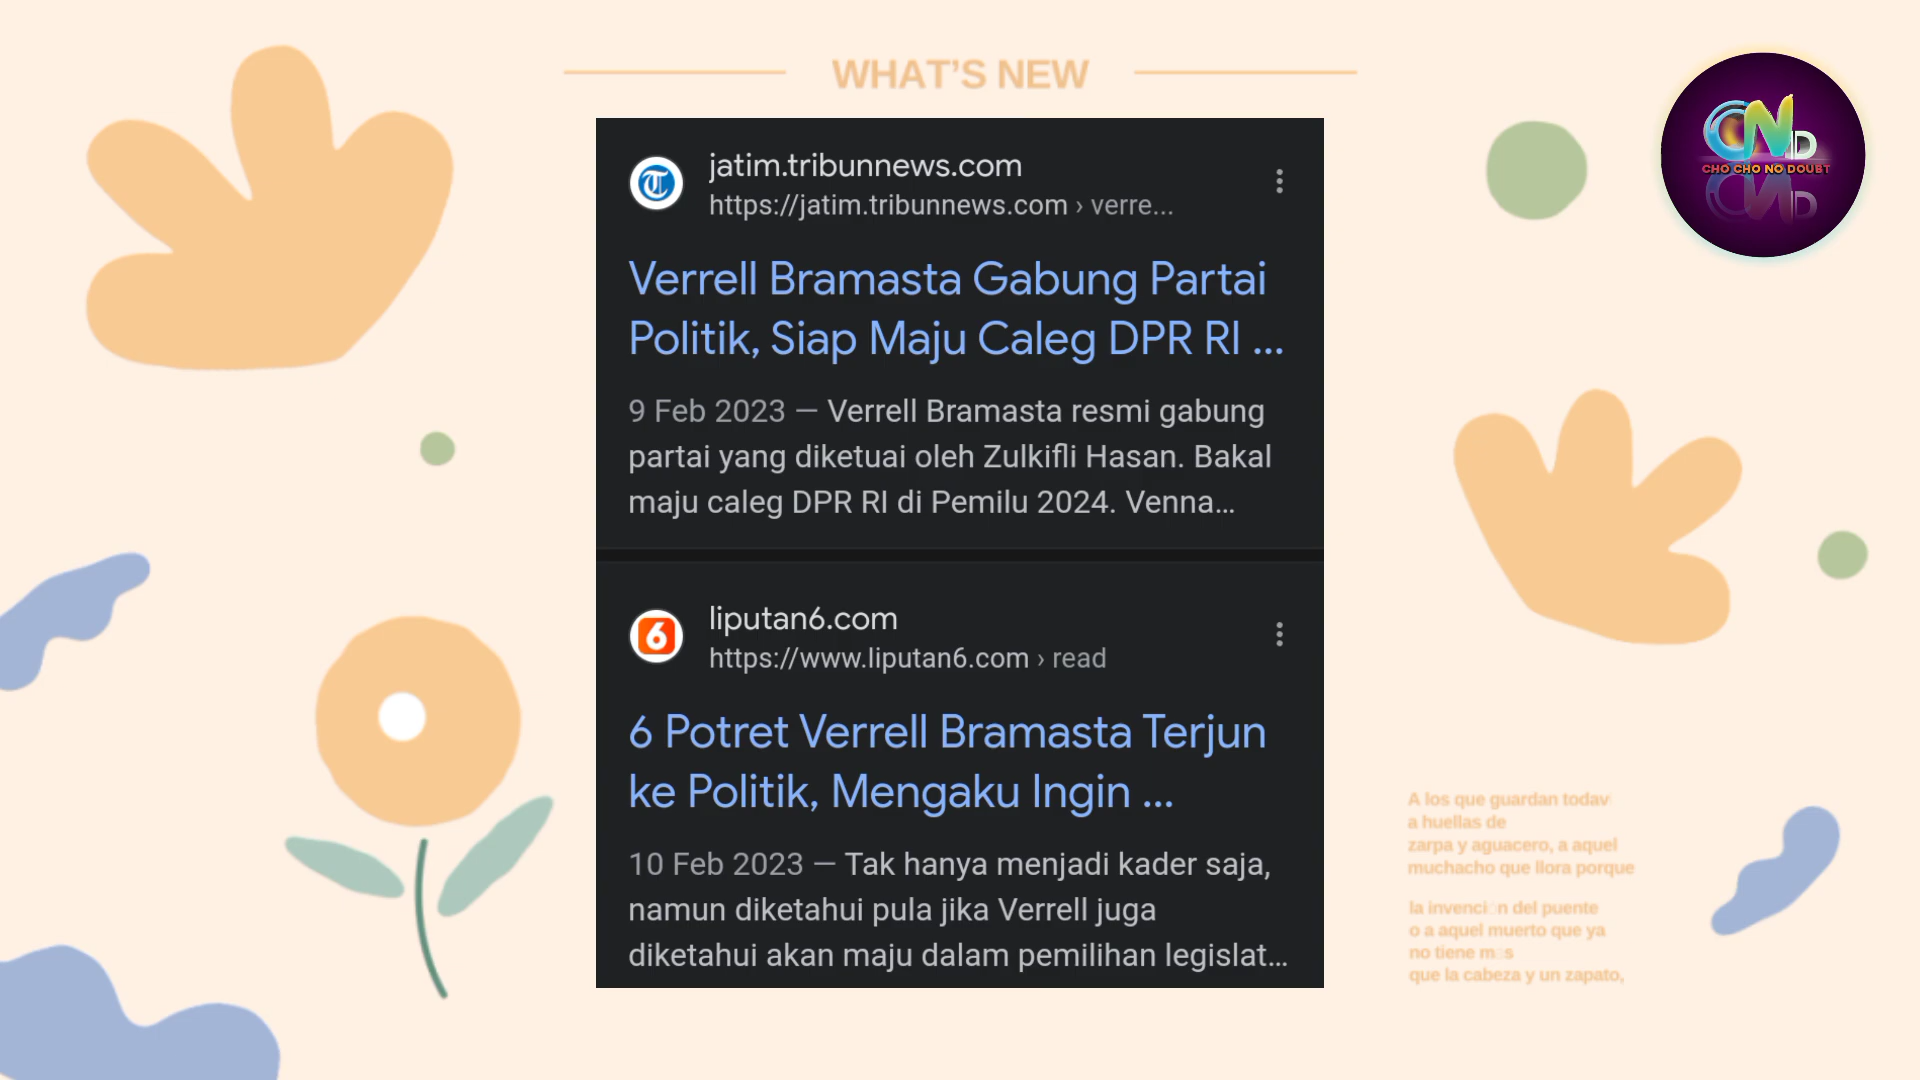 WHAT'S NEW
CND
CHO CHO NO DOUBT
jatim.tribunnews.com
https://jatim.tribunnews.com › verre...
Verrell Bramasta Gabung Partai
Politik, Siap Maju Caleg DPR RI ...
9 Feb 2023 — Verrell Bramasta resmi gabung
partai yang diketuai oleh Zulkifli Hasan. Bakal
maju caleg DPR RI di Pemilu 2024. Venna...
liputan6.com
https://www.liputan6.com › read
6 Potret Verrell Bramasta Terjun
ke Politik, Mengaku Ingin ...
10 Feb 2023 — Tak hanya menjadi kader saja,
namun diketahui pula jika Verrell juga
diketahui akan maju dalam pemilihan legislat...
A los que guardan todav
a huellas de
zarpa y aguacero, a aquel
muchacho que llora porque
la invenci□n del puente
o a aquel muerto que ya
no tiene m□s
que la cabeza y un zapato,